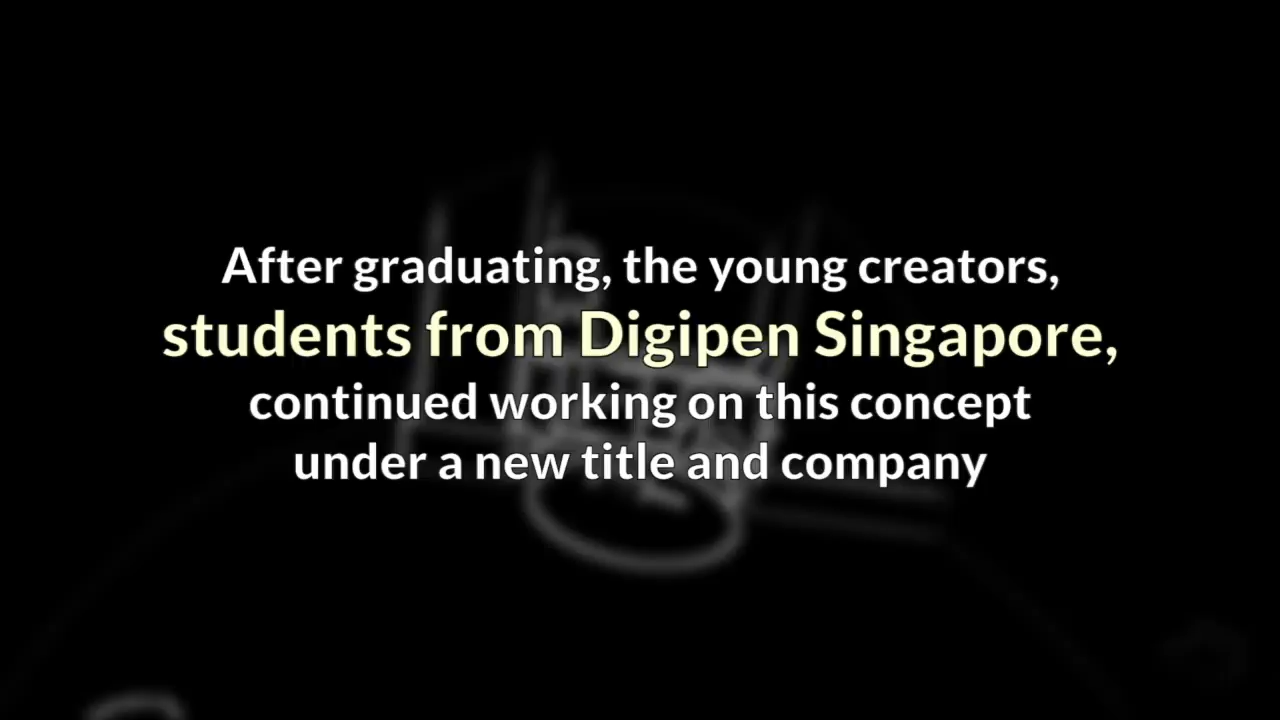 After graduating, the young creators,
students from Digipen Singapore,
continued working on this concept
under a new title and company